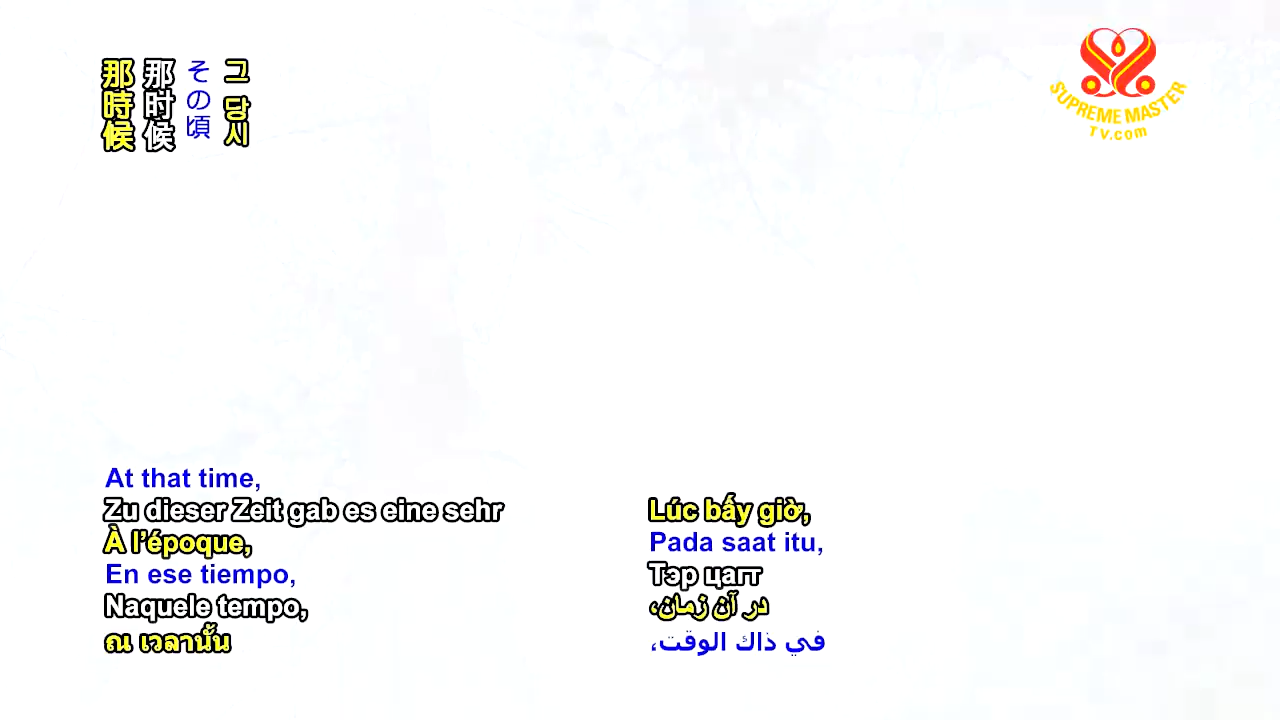 那時候
那时候
その頃
그 당시
SUPREME MASTER
TV.com
At that time,
Zu dieser Zeit gab es eine sehr
À l'époque,
En ese tiempo,
Naquele tempo,
ณ เวลานั้น
Lúc bấy giờ,
Pada saat itu,
Тэр цагт
در آن زمان،
في ذاك الوقت،